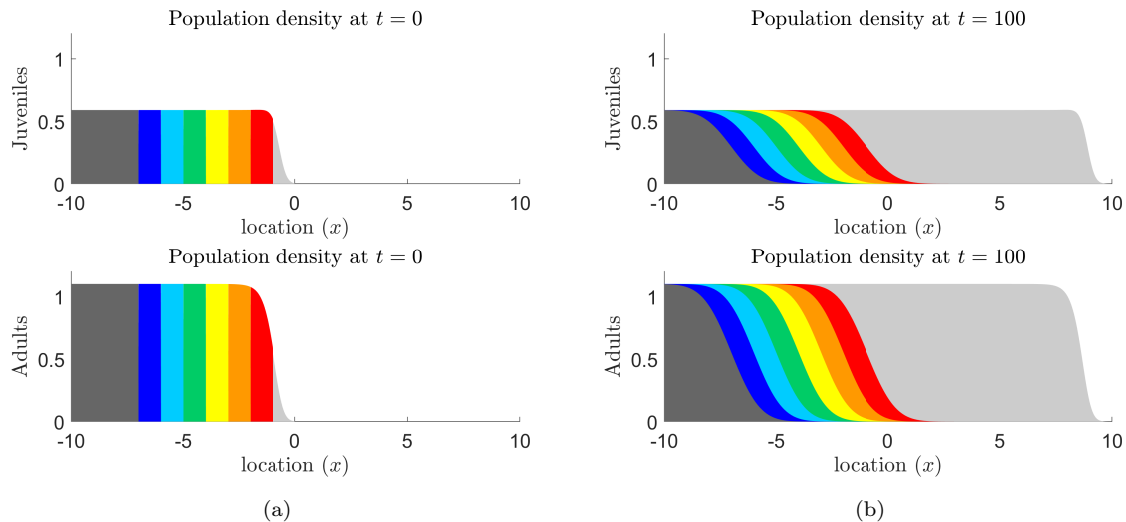 Population density at t = 0
Juveniles
1
0.5
0
-10 -5 0 5 10
location (x)
Population density at t = 100
Juveniles
1
0.5
0
-10 -5 0 5 10
location (x)
Population density at t = 0
Adults
1
0.5
0
-10 -5 0 5 10
location (x)
(a)
Population density at t = 100
Adults
1
0.5
0
-10 -5 0 5 10
location (x)
(b)